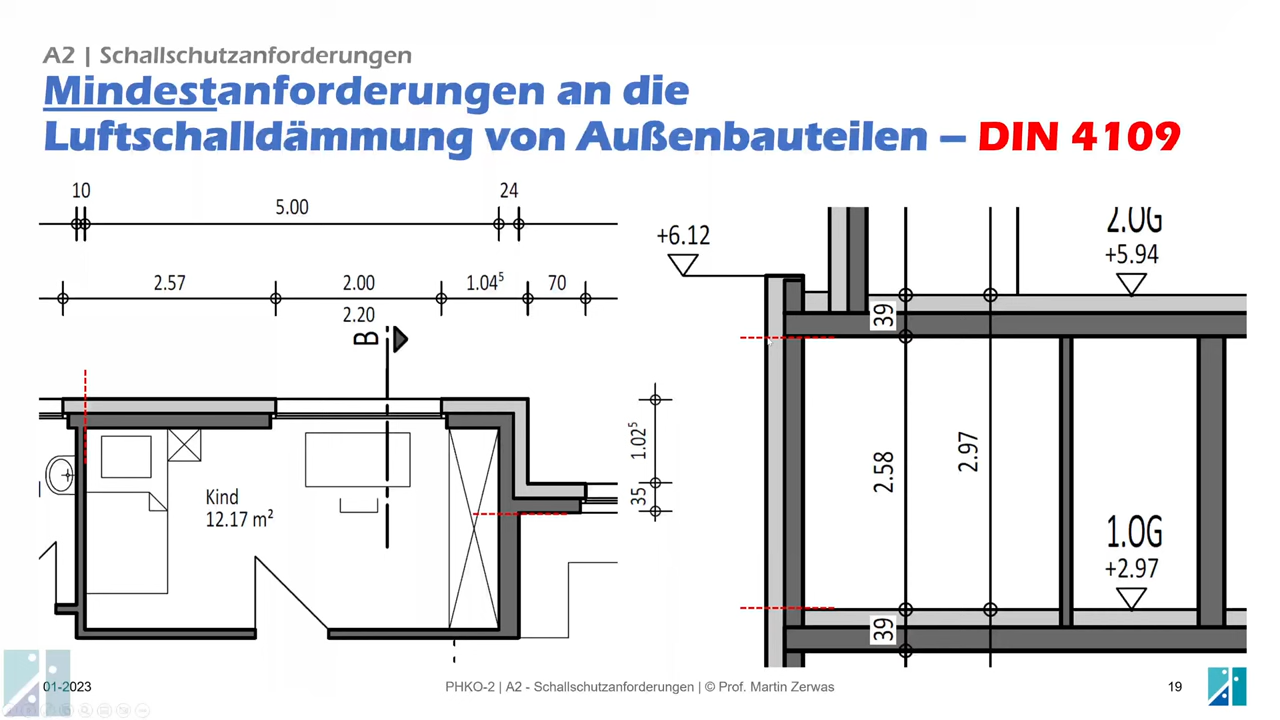 A2 | Schallschutzanforderungen
Mindestanforderungen an die
Luftschalldämmung von Außenbauteilen – DIN 4109
10
5.00
24
2.57
2.00
1.04⁵
70
2.20
B
Kind
12.17 m²
1.02⁵
35
+6.12
2.OG
+5.94
39
2.58
2.97
1.OG
+2.97
39
01-2023
PHKO-2 | A2 - Schallschutzanforderungen | © Prof. Martin Zerwas
19